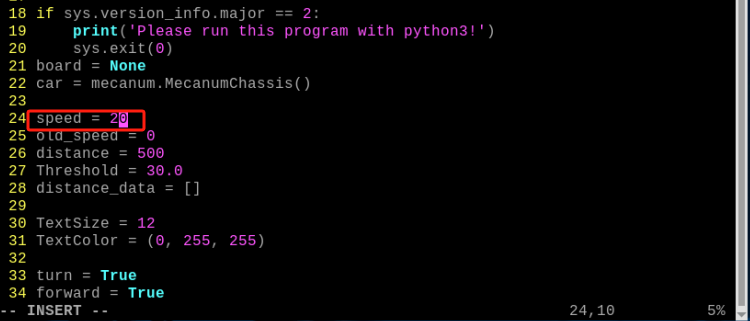 18 if sys.version_info.major == 2:
19     print('Please run this program with python3!')
20     sys.exit(0)
21 board = None
22 car = mecanum.MecanumChassis()
23
24 speed = 20
25 old_speed = 0
26 distance = 500
27 Threshold = 30.0
28 distance_data = []
29
30 TextSize = 12
31 TextColor = (0, 255, 255)
32
33 turn = True
34 forward = True
-- INSERT -- 24,10 5%